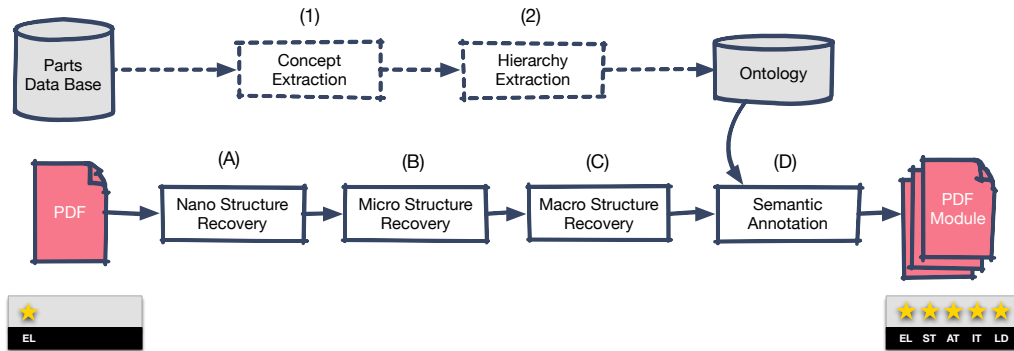 (1)
(2)
Parts
Data Base
Concept
Extraction
Hierarchy
Extraction
Ontology
(A)
(B)
(C)
(D)
PDF
Nano Structure
Recovery
Micro Structure
Recovery
Macro Structure
Recovery
Semantic
Annotation
PDF
Module
EL
EL ST AT IT LD